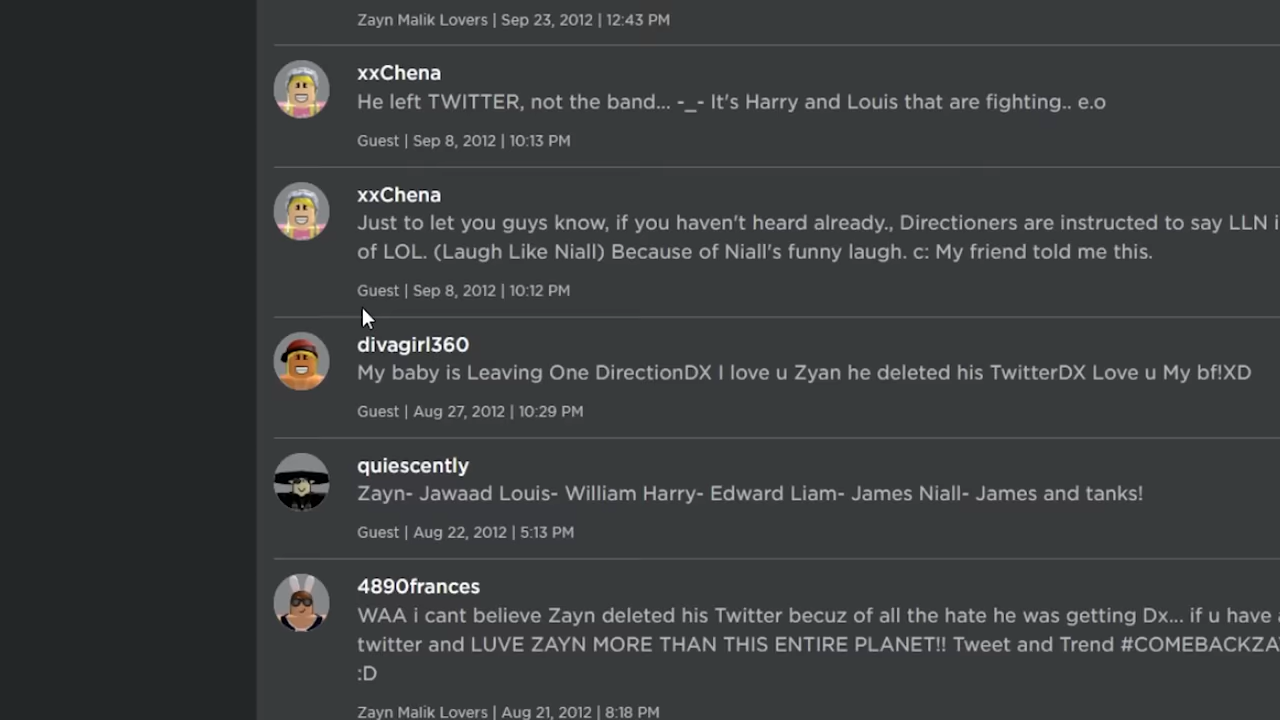 Zayn Malik Lovers | Sep 23, 2012 | 12:43 PM
xxChena
He left TWITTER, not the band... -_- It's Harry and Louis that are fighting.. e.o
Guest | Sep 8, 2012 | 10:13 PM
xxChena
Just to let you guys know, if you haven't heard already., Directioners are instructed to say LLN
of LOL. (Laugh Like Niall) Because of Niall's funny laugh. c: My friend told me this.
Guest | Sep 8, 2012 | 10:12 PM
divagirl360
My baby is Leaving One DirectionDX I love u Zyan he deleted his TwitterDX Love u My bf!XD
Guest | Aug 27, 2012 | 10:29 PM
quiescently
Zayn- Jawaad Louis- William Harry- Edward Liam- James Niall- James and tanks!
Guest | Aug 22, 2012 | 5:13 PM
4890frances
WAA i cant believe Zayn deleted his Twitter becuz of all the hate he was getting Dx... if u have
twitter and LUVE ZAYN MORE THAN THIS ENTIRE PLANET!! Tweet and Trend #COMEBACKZA
:D
Zayn Malik Lovers | Aug 21, 2012 | 8:18 PM